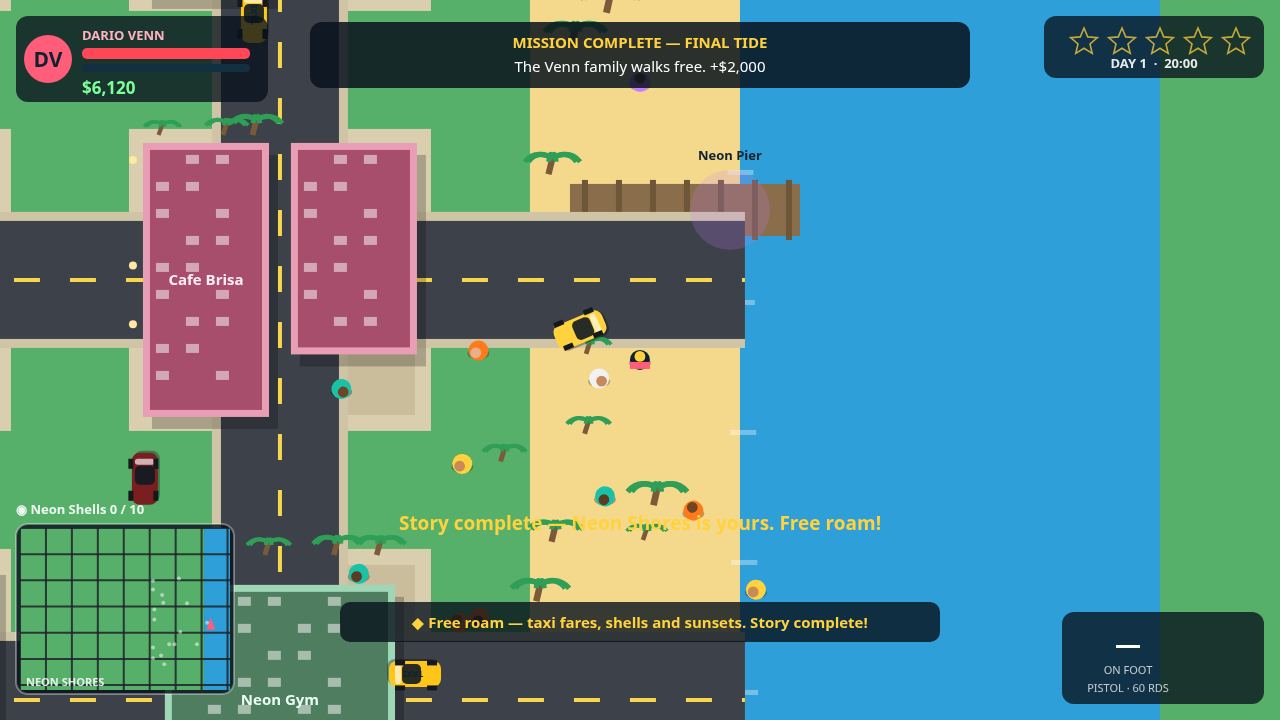 DV
DARIO VENN
$6,120
MISSION COMPLETE — FINAL TIDE
The Venn family walks free. +$2,000
DAY 1 · 20:00
Neon Pier
Cafe Brisa
◉ Neon Shells 0 / 10
Story complete — Neon Shores is yours. Free roam!
◆ Free roam — taxi fares, shells and sunsets. Story complete!
NEON SHORES
Neon Gym
—
ON FOOT
PISTOL · 60 RDS